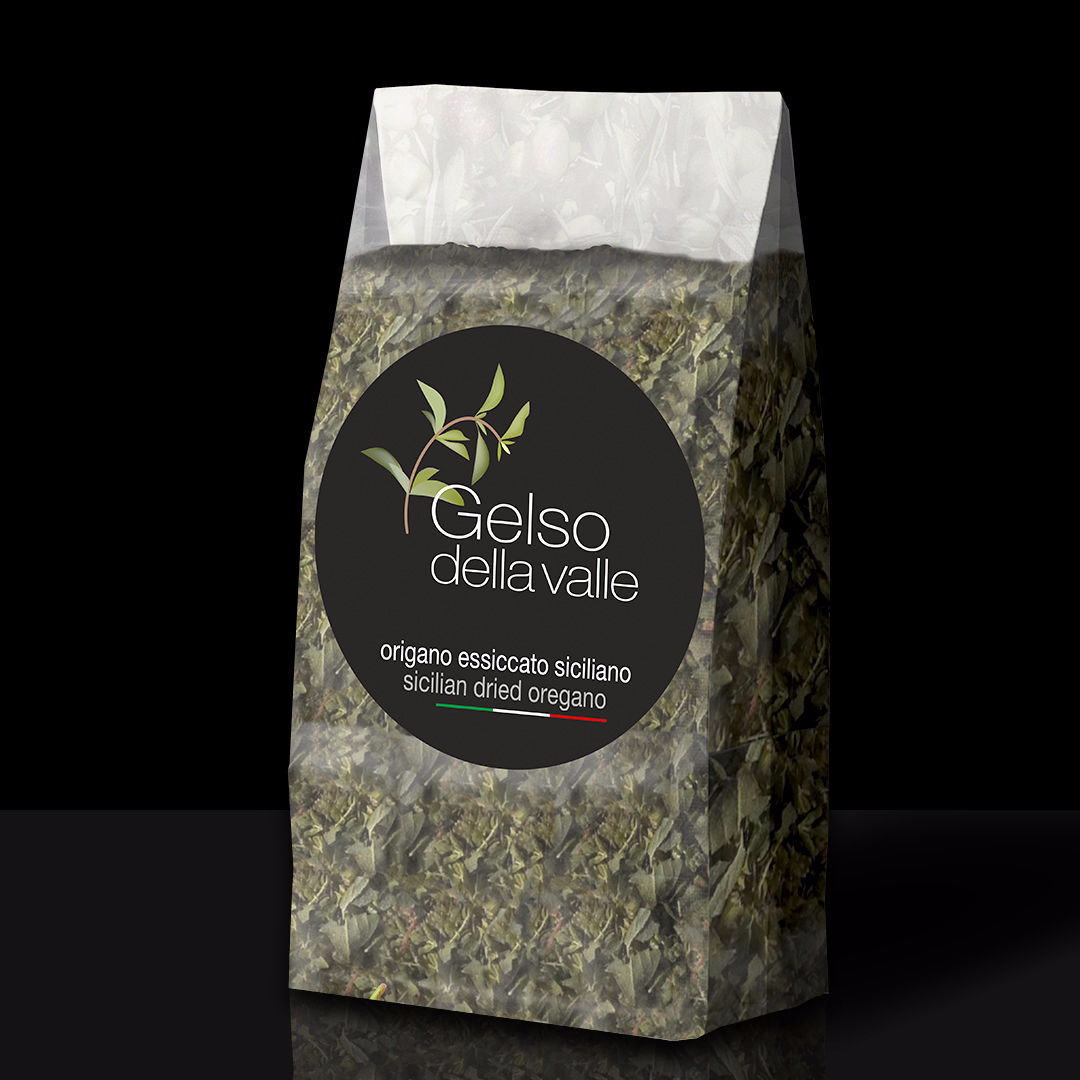 Gelso
della valle
origano essiccato siciliano
sicilian dried oregano